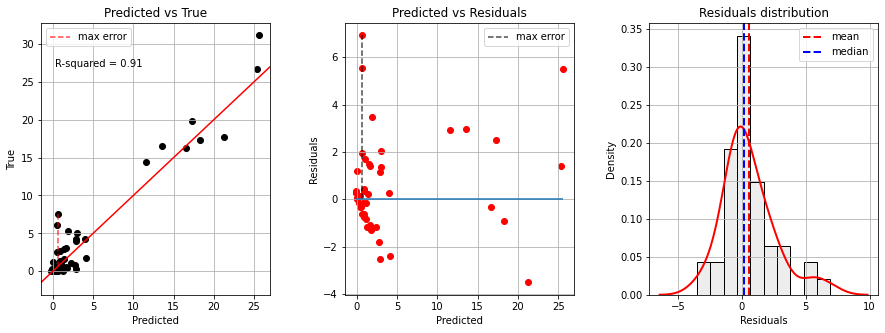 Predicted vs True
max error
R-squared = 0.91
True
30
25
20
15
10
5
0
0
5
10
15
20
25
Predicted
Predicted vs Residuals
max error
Residuals
6
4
2
0
−2
−4
0
5
10
15
20
25
Predicted
Residuals distribution
mean
median
Density
0.35
0.30
0.25
0.20
0.15
0.10
0.05
0.00
−5
0
5
10
Residuals